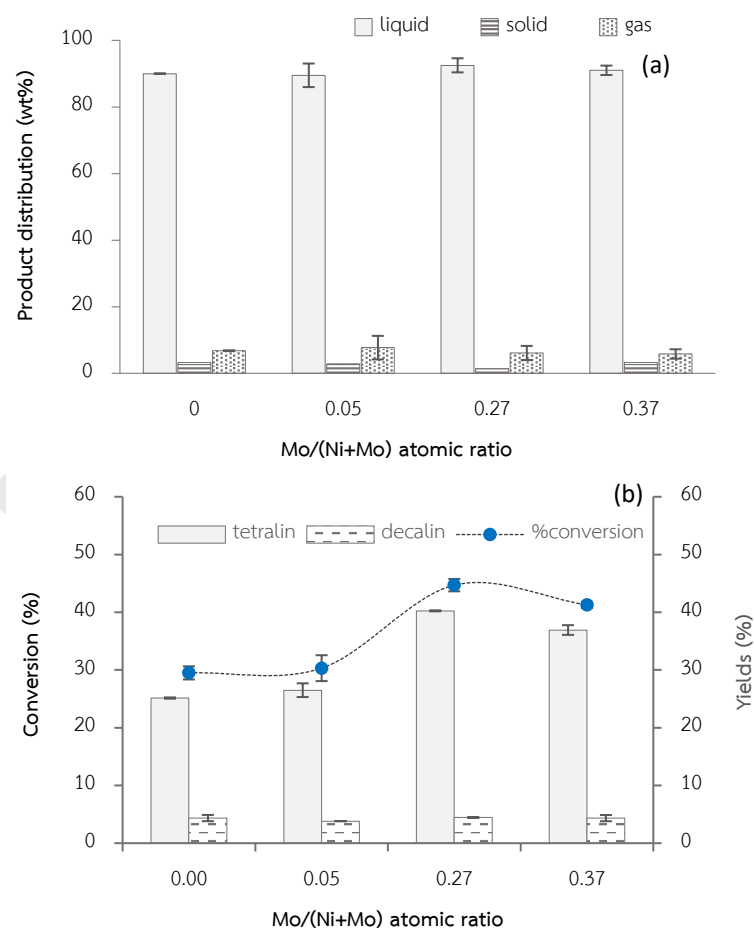 liquid solid gas
(a)
Product distribution (wt%)
100
80
60
40
20
0
0 0.05 0.27 0.37
Mo/(Ni+Mo) atomic ratio
(b)
tetralin decalin %conversion
Conversion (%)
60
50
40
30
20
10
0
Yields (%)
60
50
40
30
20
10
0
0.00 0.05 0.27 0.37
Mo/(Ni+Mo) atomic ratio